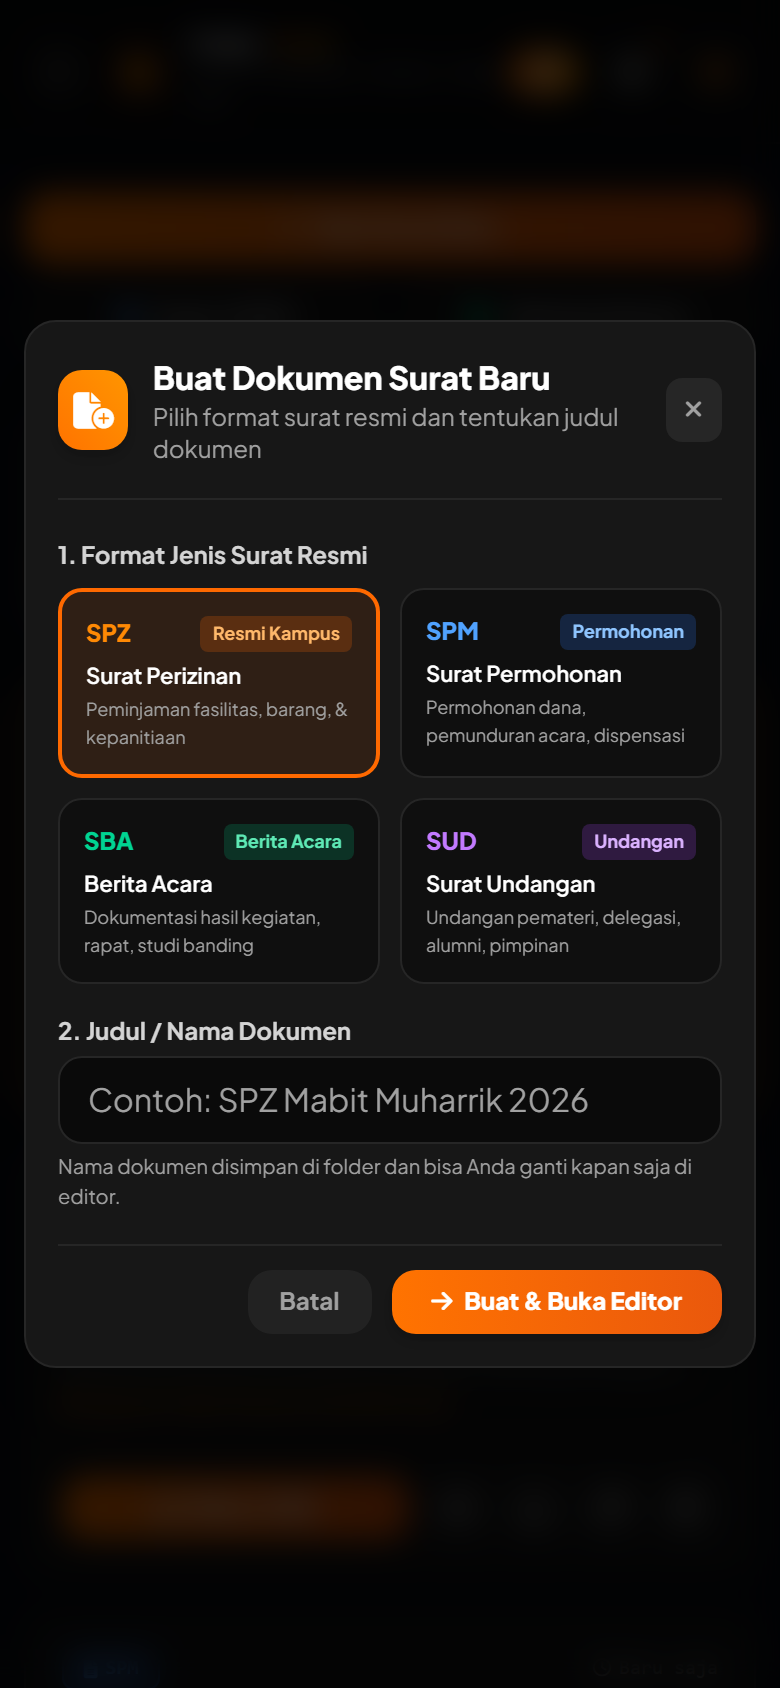 Buat Dokumen Surat Baru
Pilih format surat resmi dan tentukan judul
dokumen
1. Format Jenis Surat Resmi
SPZ
Resmi Kampus
Surat Perizinan
Peminjaman fasilitas, barang, &
kepanitiaan
SPM
Permohonan
Surat Permohonan
Permohonan dana,
pemunduran acara, dispensasi
SBA
Berita Acara
Berita Acara
Dokumentasi hasil kegiatan,
rapat, studi banding
SUD
Undangan
Surat Undangan
Undangan pemateri, delegasi,
alumni, pimpinan
2. Judul / Nama Dokumen
Contoh: SPZ Mabit Muharrik 2026
Nama dokumen disimpan di folder dan bisa Anda ganti kapan saja di
editor.
Batal
→ Buat & Buka Editor